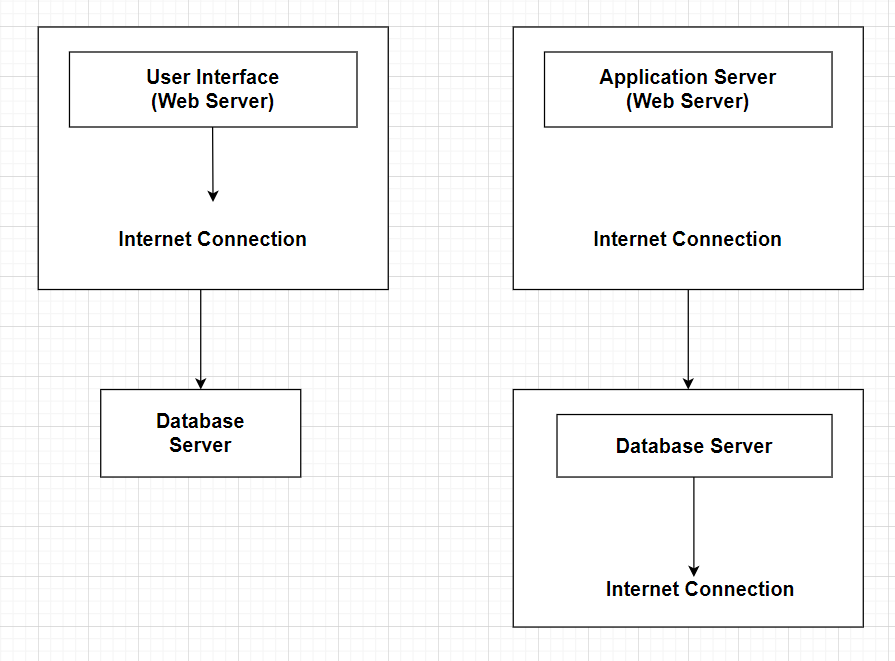 User Interface
(Web Server)
Internet Connection
Database
Server
Application Server
(Web Server)
Internet Connection
Database Server
Internet Connection